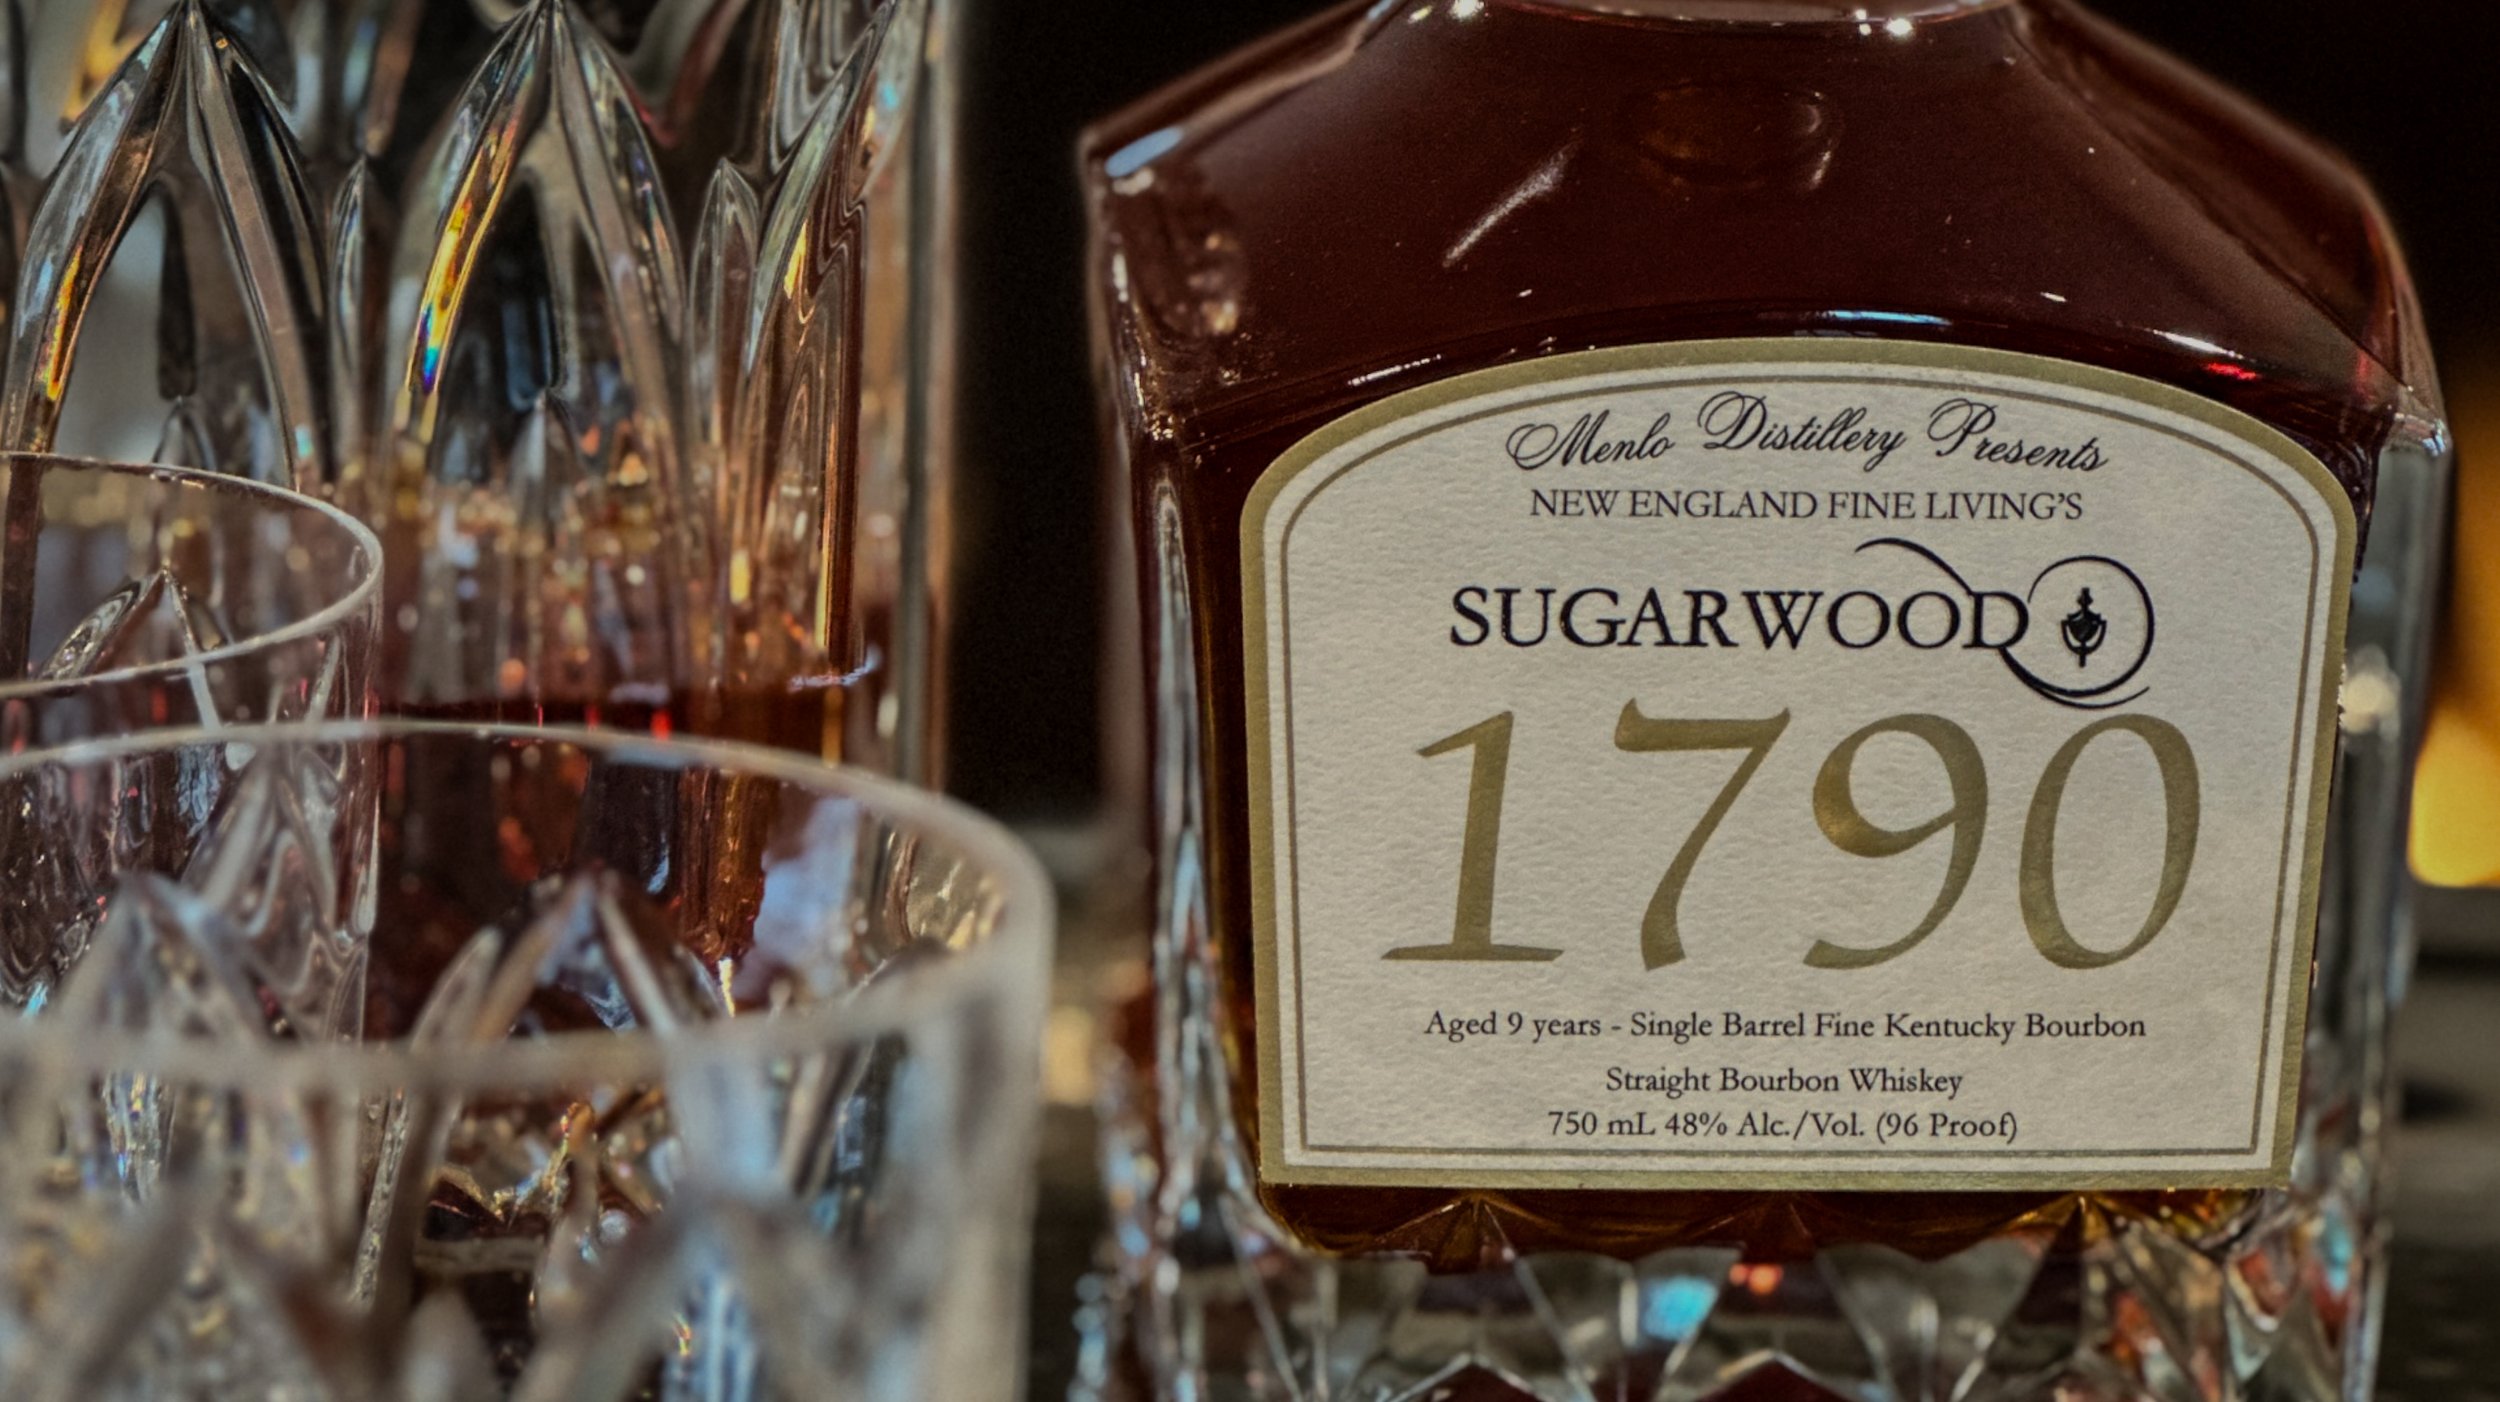 Menlo Distillery Presents
NEW ENGLAND FINE LIVING'S
SUGARWOOD
1790
Aged 9 years - Single Barrel Fine Kentucky Bourbon
Straight Bourbon Whiskey
750 mL 48% Alc./Vol. (96 Proof)